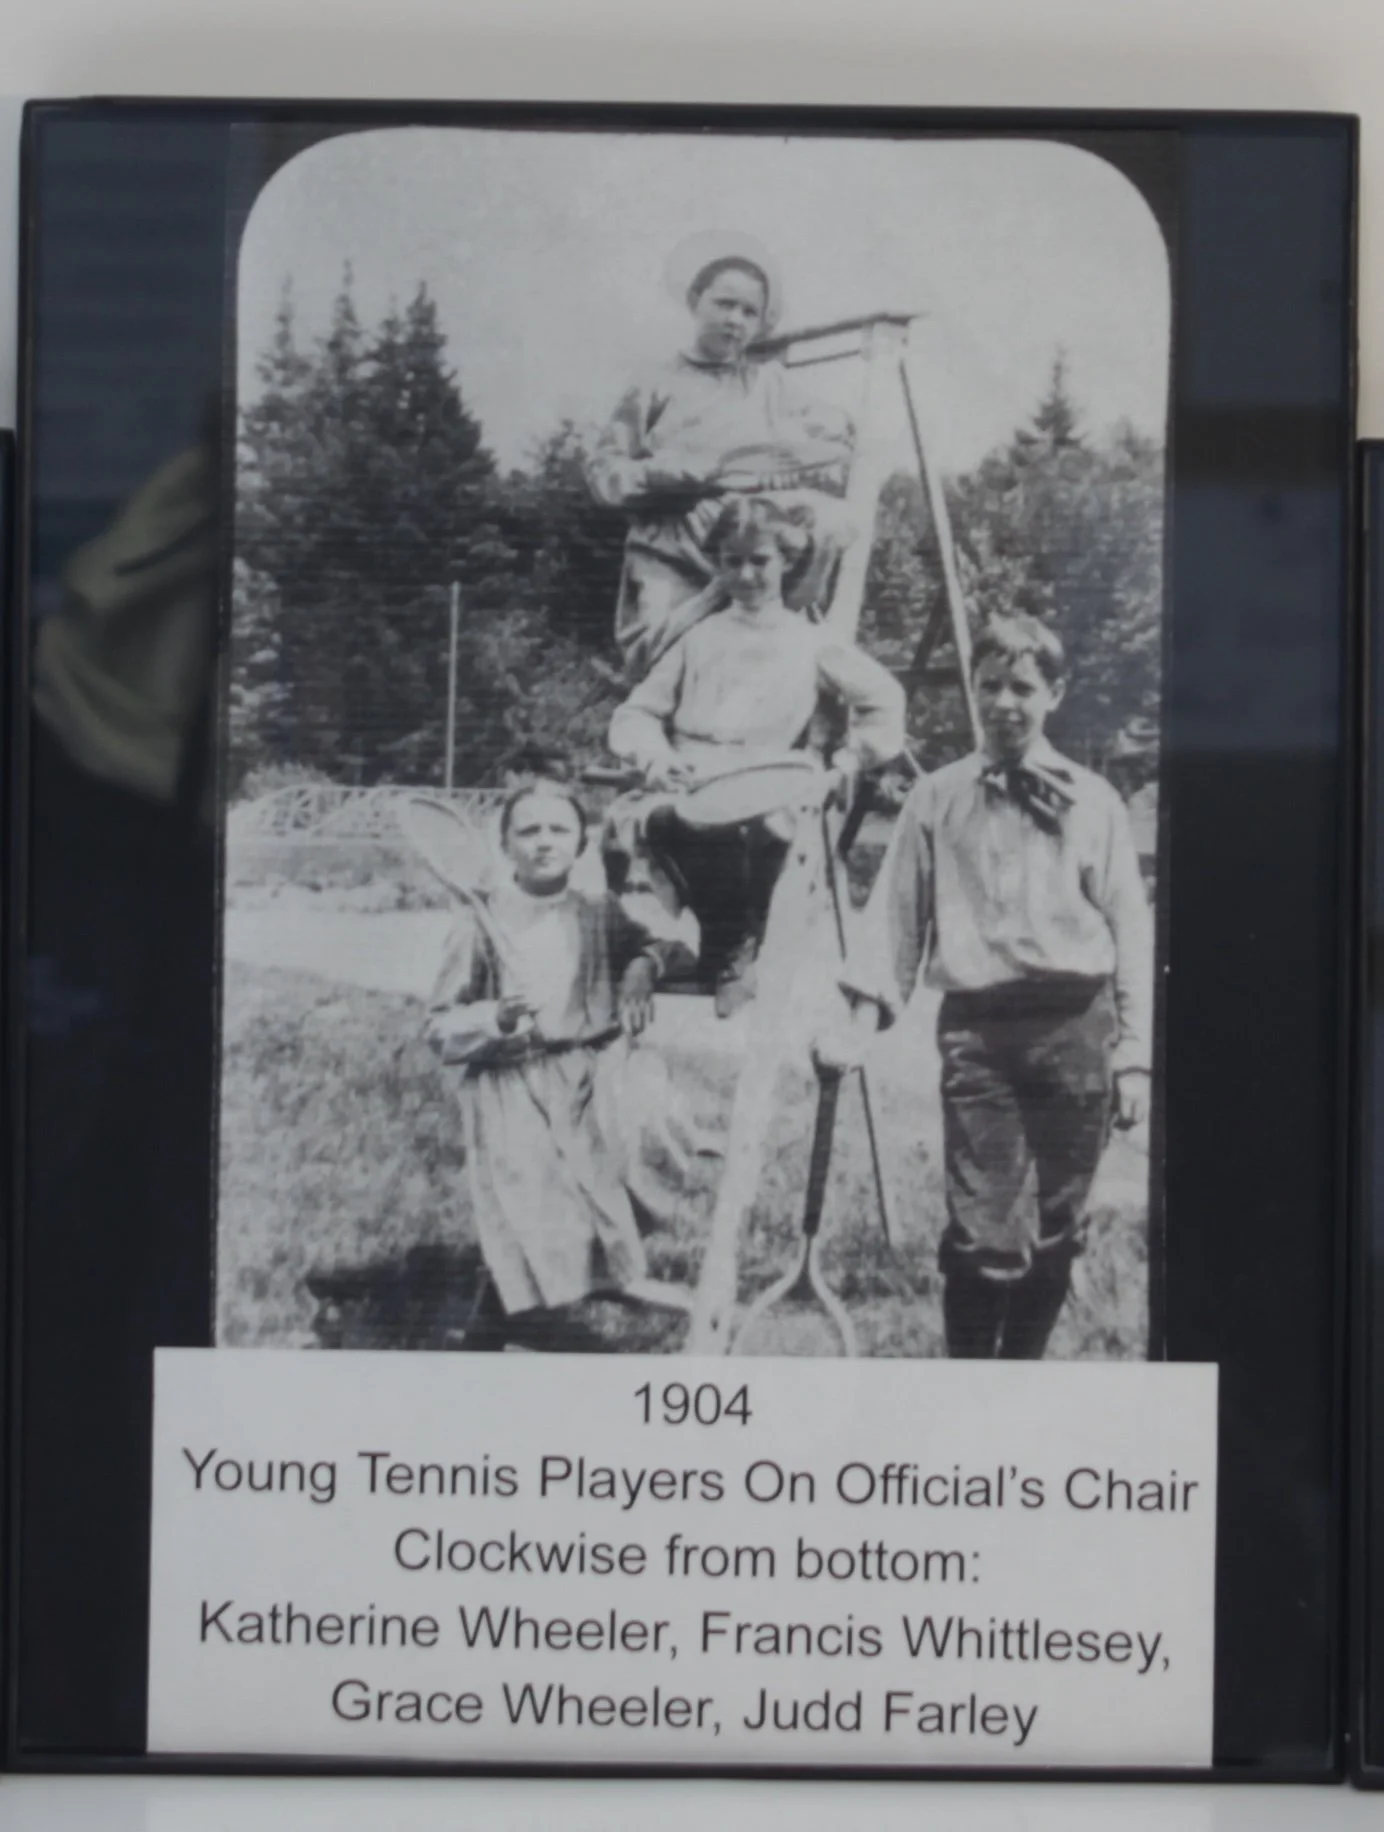 1904
Young Tennis Players On Official's Chair
Clockwise from bottom:
Katherine Wheeler, Francis Whittlesey,
Grace Wheeler, Judd Farley